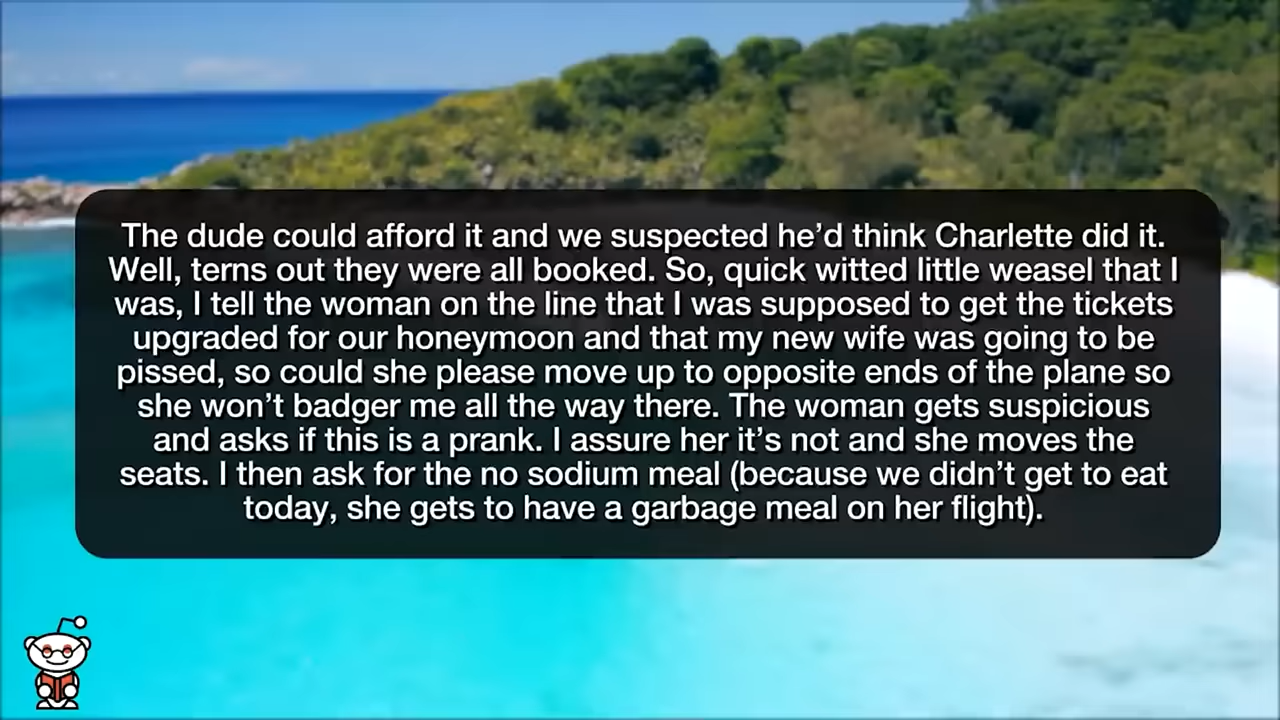 The dude could afford it and we suspected he’d think Charlette did it.
Well, terns out they were all booked. So, quick witted little weasel that I
was, I tell the woman on the line that I was supposed to get the tickets
upgraded for our honeymoon and that my new wife was going to be
pissed, so could she please move up to opposite ends of the plane so
she won’t badger me all the way there. The woman gets suspicious
and asks if this is a prank. I assure her it’s not and she moves the
seats. I then ask for the no sodium meal (because we didn’t get to eat
today, she gets to have a garbage meal on her flight).